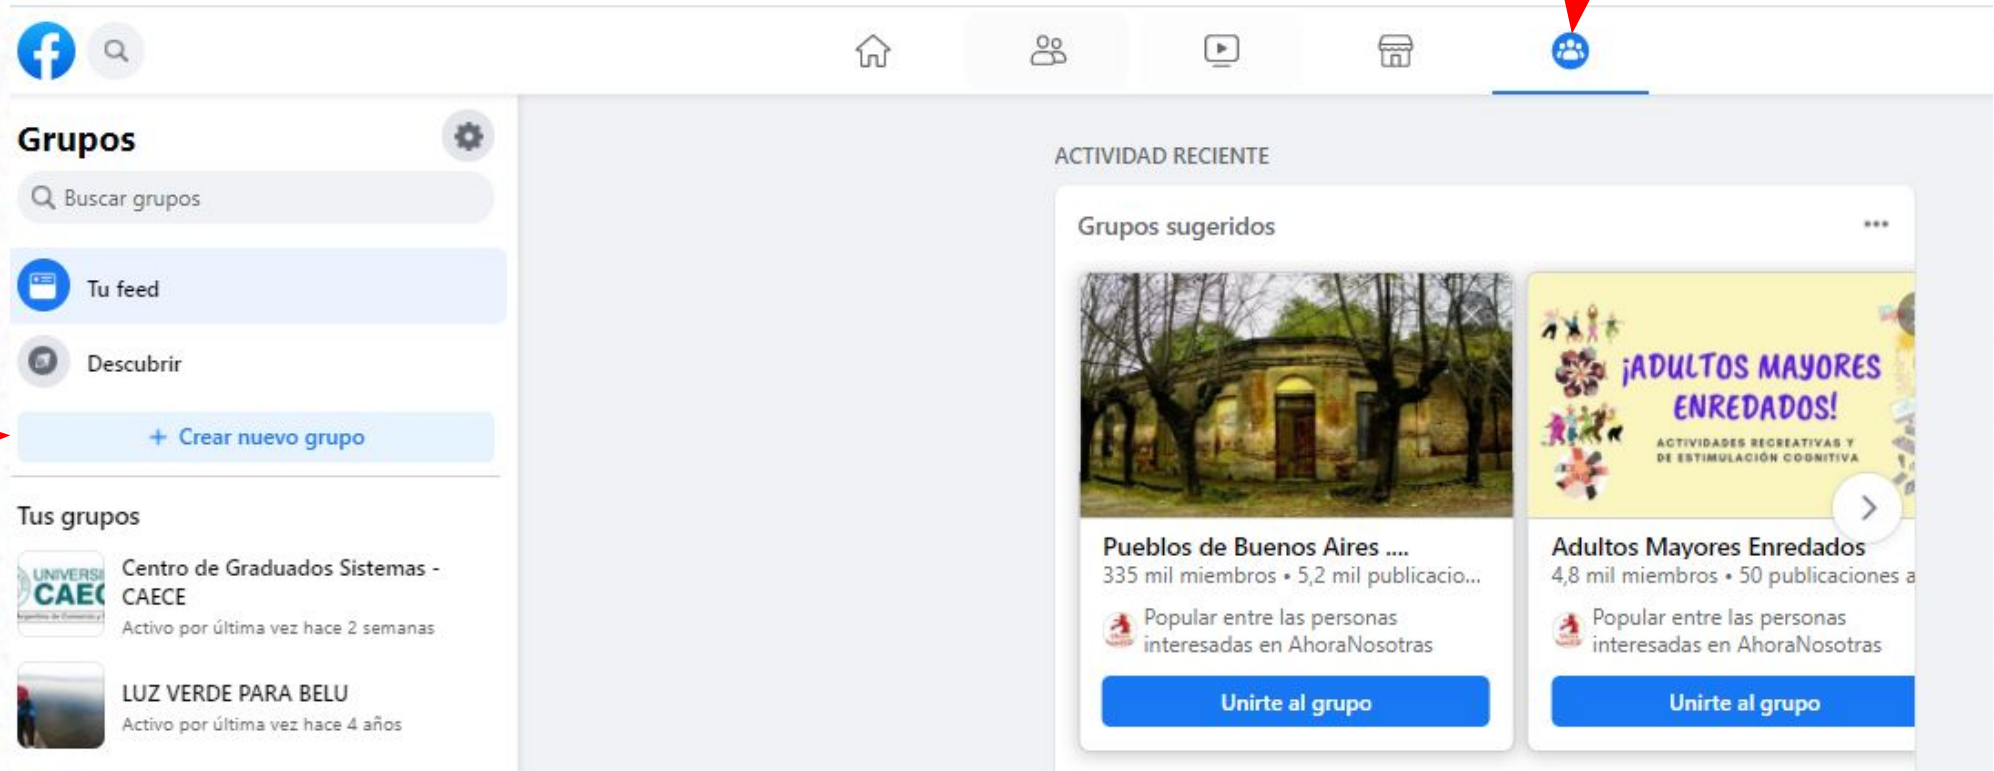 Grupos
Buscar grupos
Tu feed
Descubrir
+ Crear nuevo grupo
Tus grupos
UNIVERSI
CAEC
Centro de Graduados Sistemas -
CAECE
Activo por última vez hace 2 semanas
LUZ VERDE PARA BELU
Activo por última vez hace 4 años
ACTIVIDAD RECIENTE
Grupos sugeridos
Pueblos de Buenos Aires ....
335 mil miembros • 5,2 mil publicacio...
Popular entre las personas
interesadas en AhoraNosotras
Unirte al grupo
¡ADULTOS MAYORES
ENREDADOS!
ACTIVIDADES RECREATIVAS Y
DE ESTIMULACIÓN COGNITIVA
Adultos Mayores Enredados
4,8 mil miembros • 50 publicaciones a
Popular entre las personas
interesadas en AhoraNosotras
Unirte al grupo